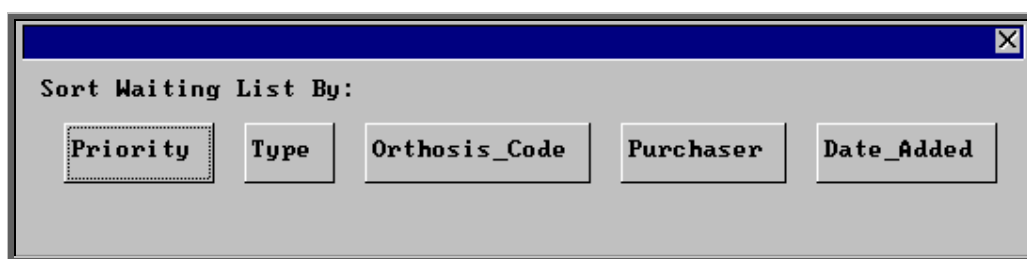 Sort Waiting List By:
Priority Type Orthosis_Code Purchaser Date_Added